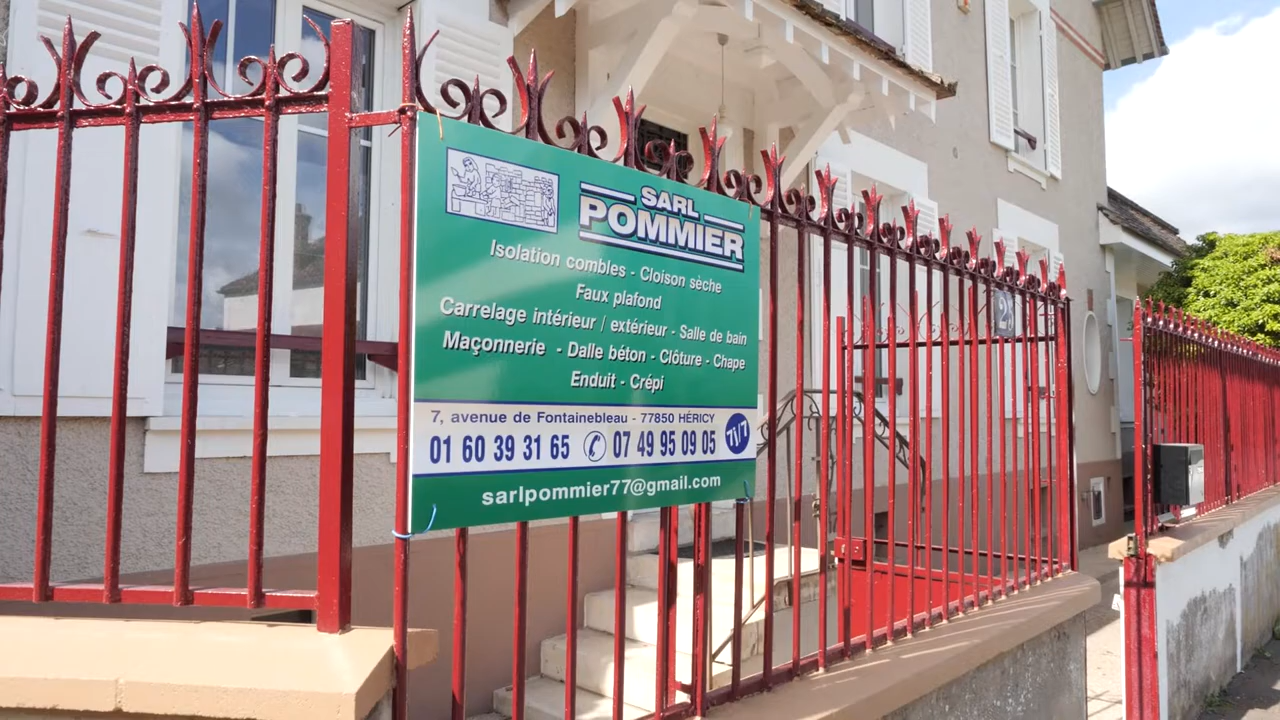 SARL
POMMIER
Isolation combles - Cloison sèche
Faux plafond
Carrelage intérieur / extérieur - Salle de bain
Maçonnerie - Dalle béton - Clôture - Chape
Enduit - Crépi
7, avenue de Fontainebleau - 77850 HÉRICY
01 60 39 31 65 ✆ 07 49 95 09 05 7j/7
sarlpommier77@gmail.com